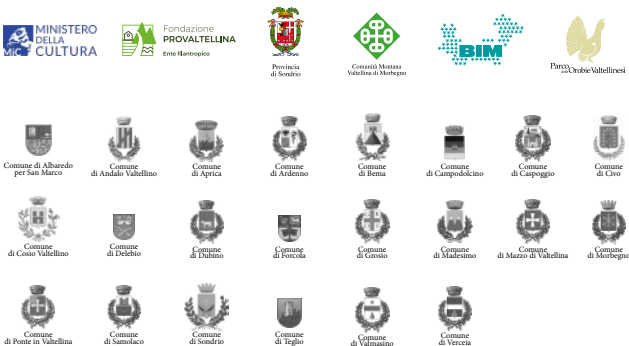 MINISTERO
DELLA
CULTURA
MiC
Fondazione
PROVALTELLINA
Ente filantropico
Provincia
di Sondrio
Comunità Montana
Valtellina di Morbegno
BIM
Parco delle Orobie Valtellinesi
Comune di Albaredo
per San Marco
Comune
di Andalo Valtellino
Comune
di Aprica
Comune
di Ardenno
Comune
di Bema
Comune
di Campodolcino
Comune
di Caspoggio
Comune
di Civo
Comune
di Cosio Valtellino
Comune
di Delebio
Comune
di Dubino
Comune
di Forcola
Comune
di Grosio
Comune
di Madesimo
Comune
di Mazzo di Valtellina
Comune
di Morbegno
Comune
di Ponte in Valtellina
Comune
di Samolaco
Comune
di Sondrio
Comune
di Teglio
Comune
di Valmasino
Comune
di Verceia